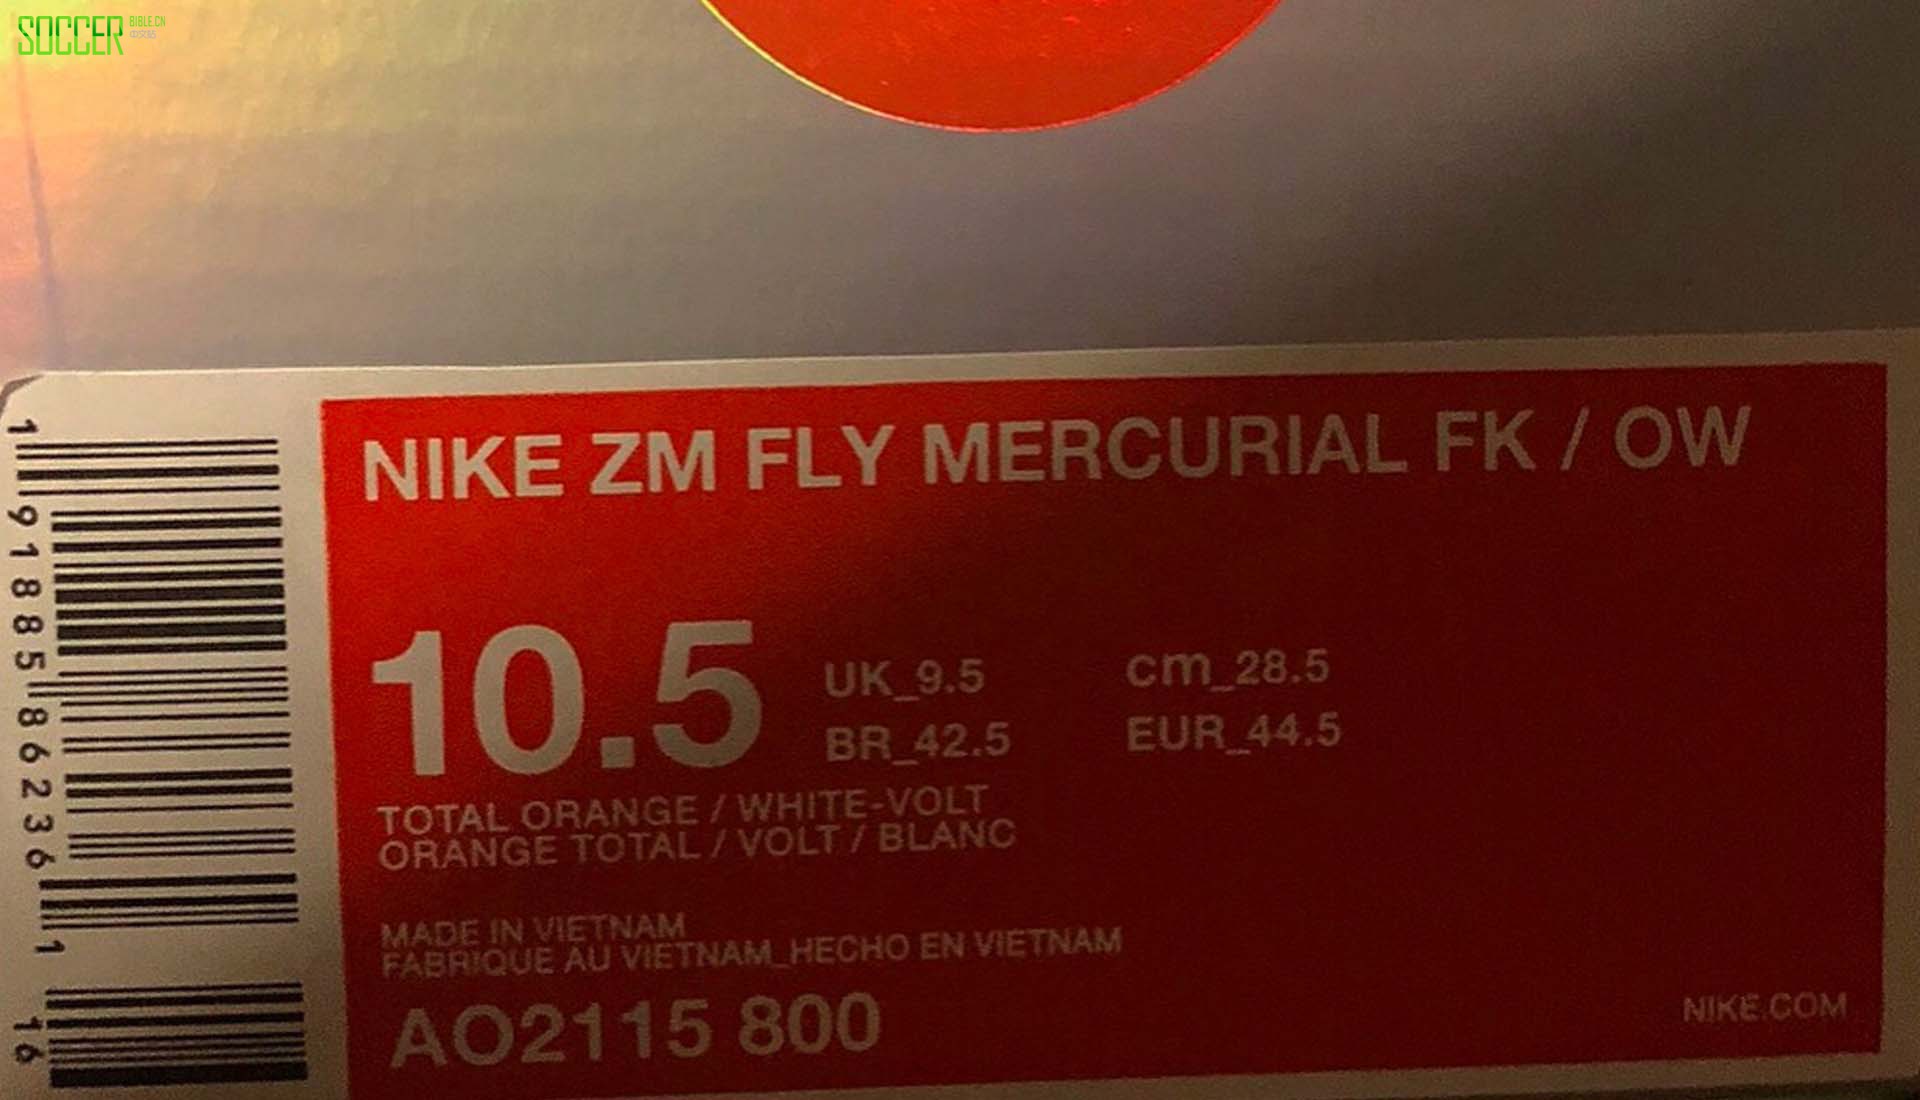 SOCCER BIBLE.CN
NIKE ZM FLY MERCURIAL FK / OW
10.5
UK_9.5 cm_28.5
BR_42.5 EUR_44.5
TOTAL ORANGE / WHITE-VOLT
ORANGE TOTAL / VOLT / BLANC
MADE IN VIETNAM
FABRIQUE AU VIETNAM_HECHO EN VIETNAM
AO2115 800
NIKE.COM
1 91885 86236 1
16